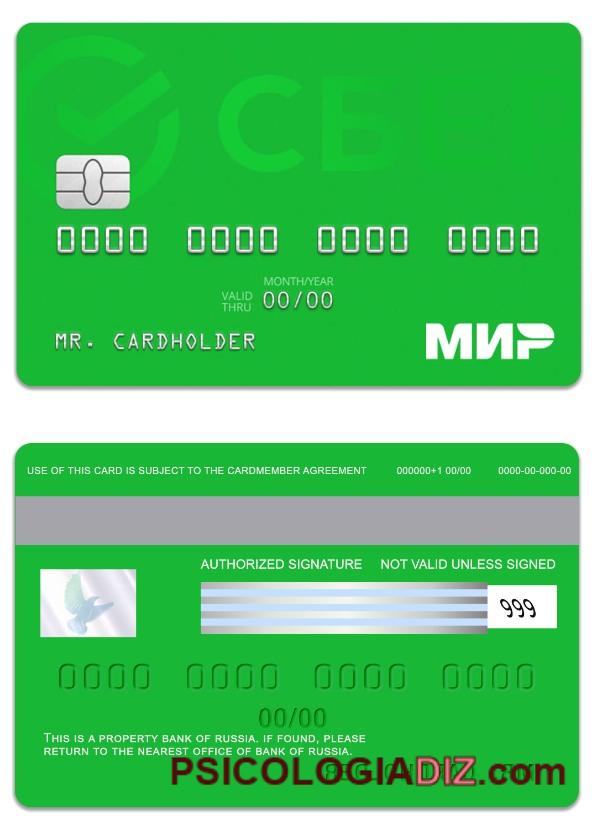 СБЕР
0000 0000 0000 0000
MONTH/YEAR
VALID THRU 00/00
MR. CARDHOLDER
МИР
USE OF THIS CARD IS SUBJECT TO THE CARDMEMBER AGREEMENT 000000+1 00/00 0000-00-000-00
AUTHORIZED SIGNATURE NOT VALID UNLESS SIGNED
999
0000 0000 0000 0000
00/00
THIS IS A PROPERTY BANK OF RUSSIA. IF FOUND, PLEASE
RETURN TO THE NEAREST OFFICE OF BANK OF RUSSIA.
PSICOLOGIADIZ.com